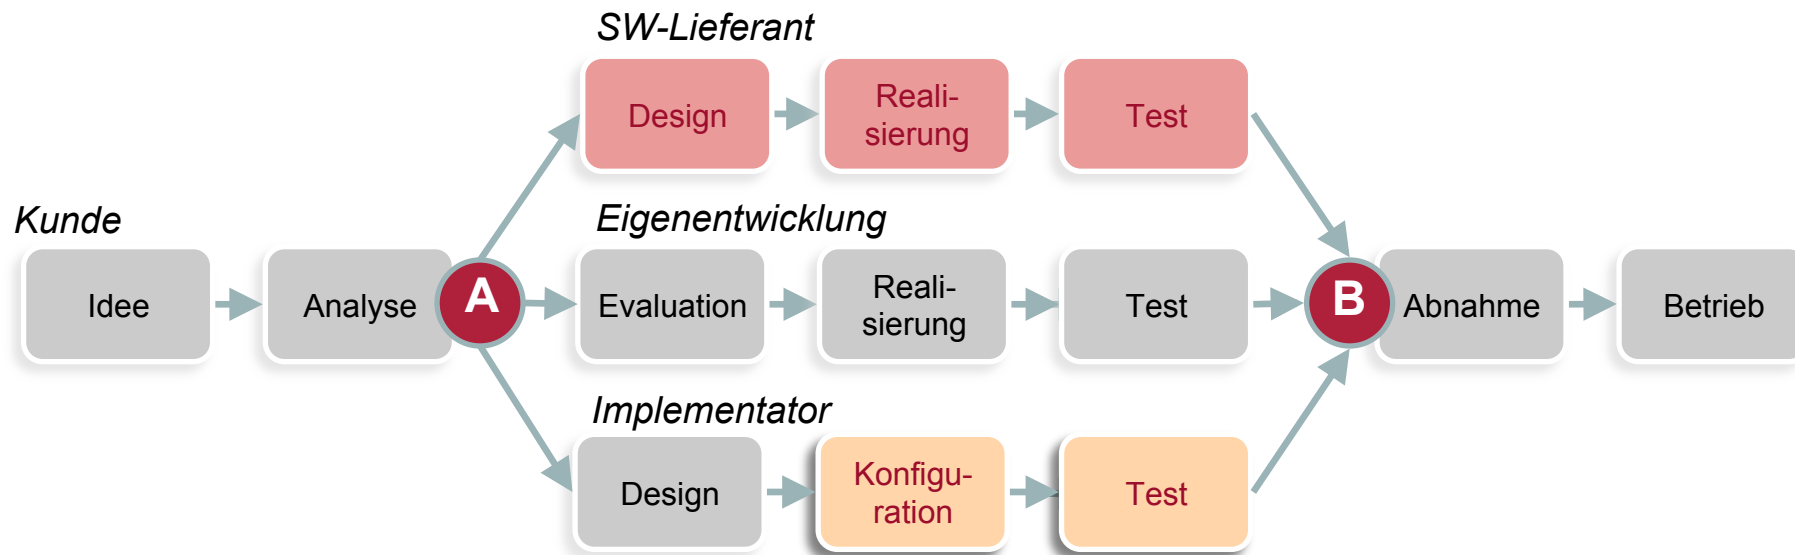 SW-Lieferant
Design
Reali-
sierung
Test
Kunde
Idee
Analyse
A
Eigenentwicklung
Evaluation
Reali-
sierung
Test
B
Abnahme
Betrieb
Implementator
Design
Konfigu-
ration
Test